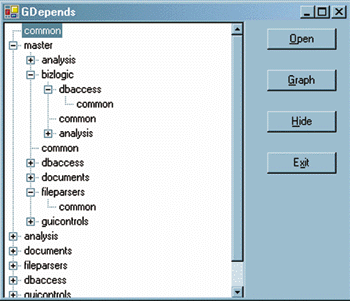 GDepends
common
master
analysis
bizlogic
dbaccess
common
common
analysis
common
dbaccess
documents
fileparsers
common
guicontrols
analysis
documents
fileparsers
dbaccess
guicontrols
Open
Graph
Hide
Exit